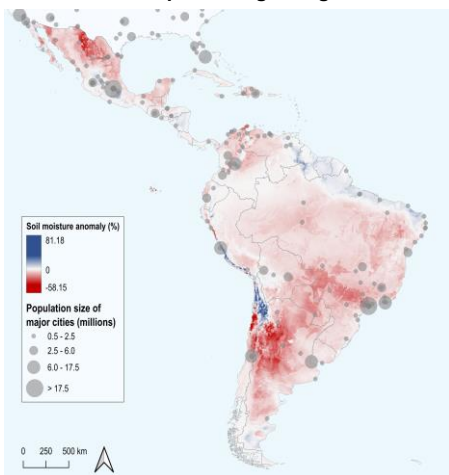 Soil moisture anomaly (%)
81.18
0
-58.15
Population size of
major cities (millions)
0.5 - 2.5
2.5 - 6.0
6.0 - 17.5
> 17.5
0 250 500 km